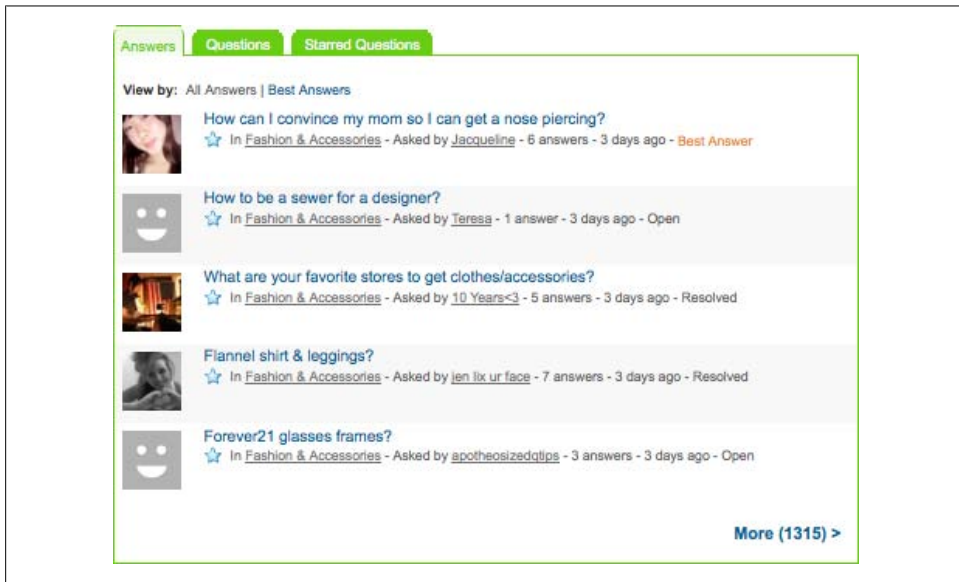 Answers Questions Starred Questions
View by: All Answers | Best Answers
How can I convince my mom so I can get a nose piercing?
In Fashion & Accessories - Asked by Jacqueline - 6 answers - 3 days ago - Best Answer
How to be a sewer for a designer?
In Fashion & Accessories - Asked by Teresa - 1 answer - 3 days ago - Open
What are your favorite stores to get clothes/accessories?
In Fashion & Accessories - Asked by 10 Years<3 - 5 answers - 3 days ago - Resolved
Flannel shirt & leggings?
In Fashion & Accessories - Asked by jen lix ur face - 7 answers - 3 days ago - Resolved
Forever21 glasses frames?
In Fashion & Accessories - Asked by apotheosizedqtips - 3 answers - 3 days ago - Open
More (1315) >